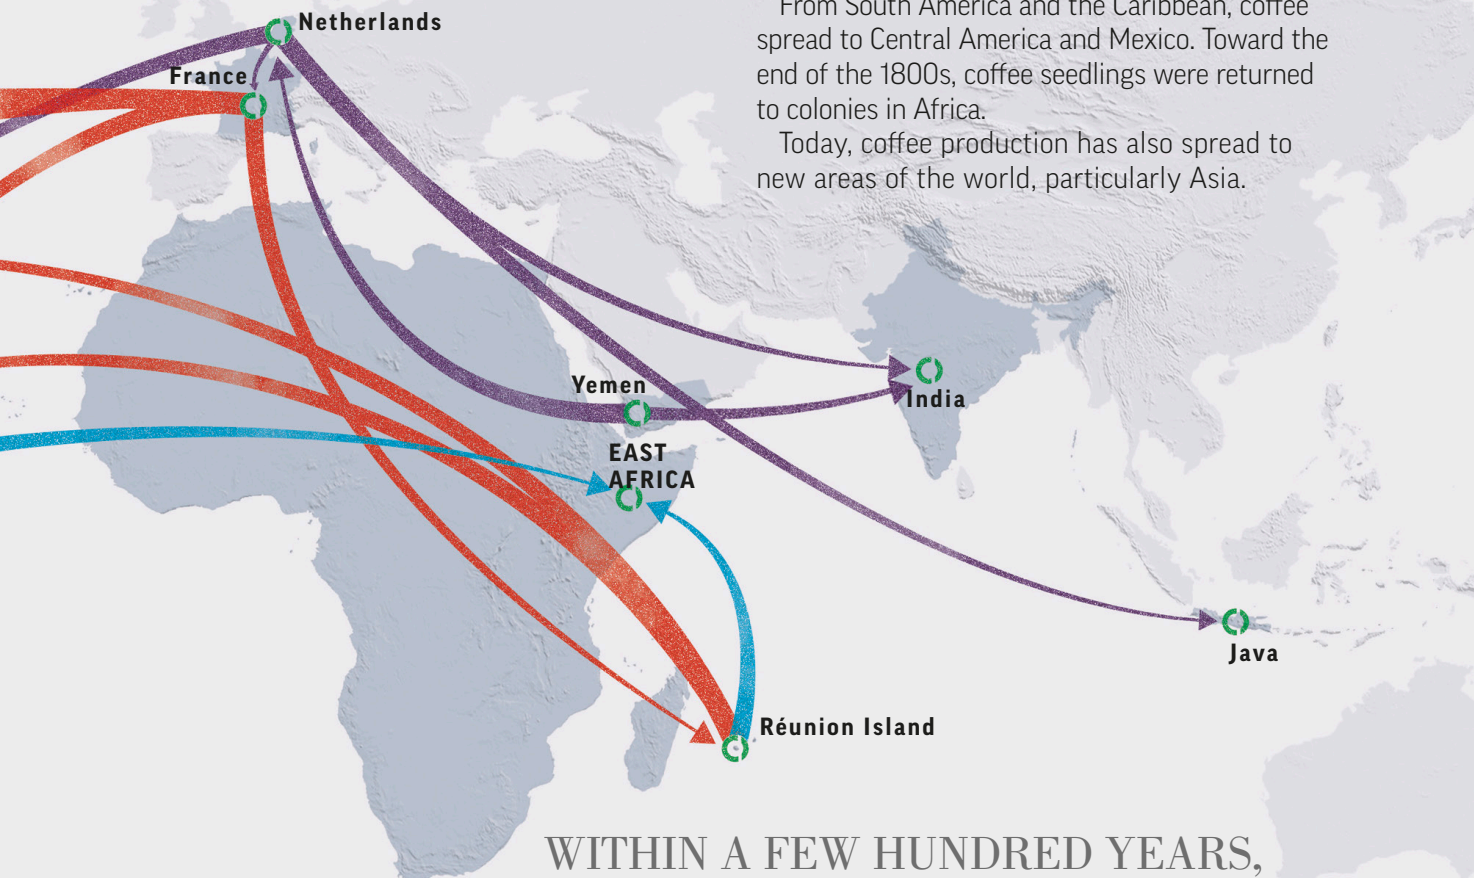 From South America and the Caribbean, coffee
spread to Central America and Mexico. Toward the
end of the 1800s, coffee seedlings were returned
to colonies in Africa.
Today, coffee production has also spread to
new areas of the world, particularly Asia.
Netherlands
France
Yemen
India
EAST
AFRICA
Java
Réunion Island
WITHIN A FEW HUNDRED YEARS,